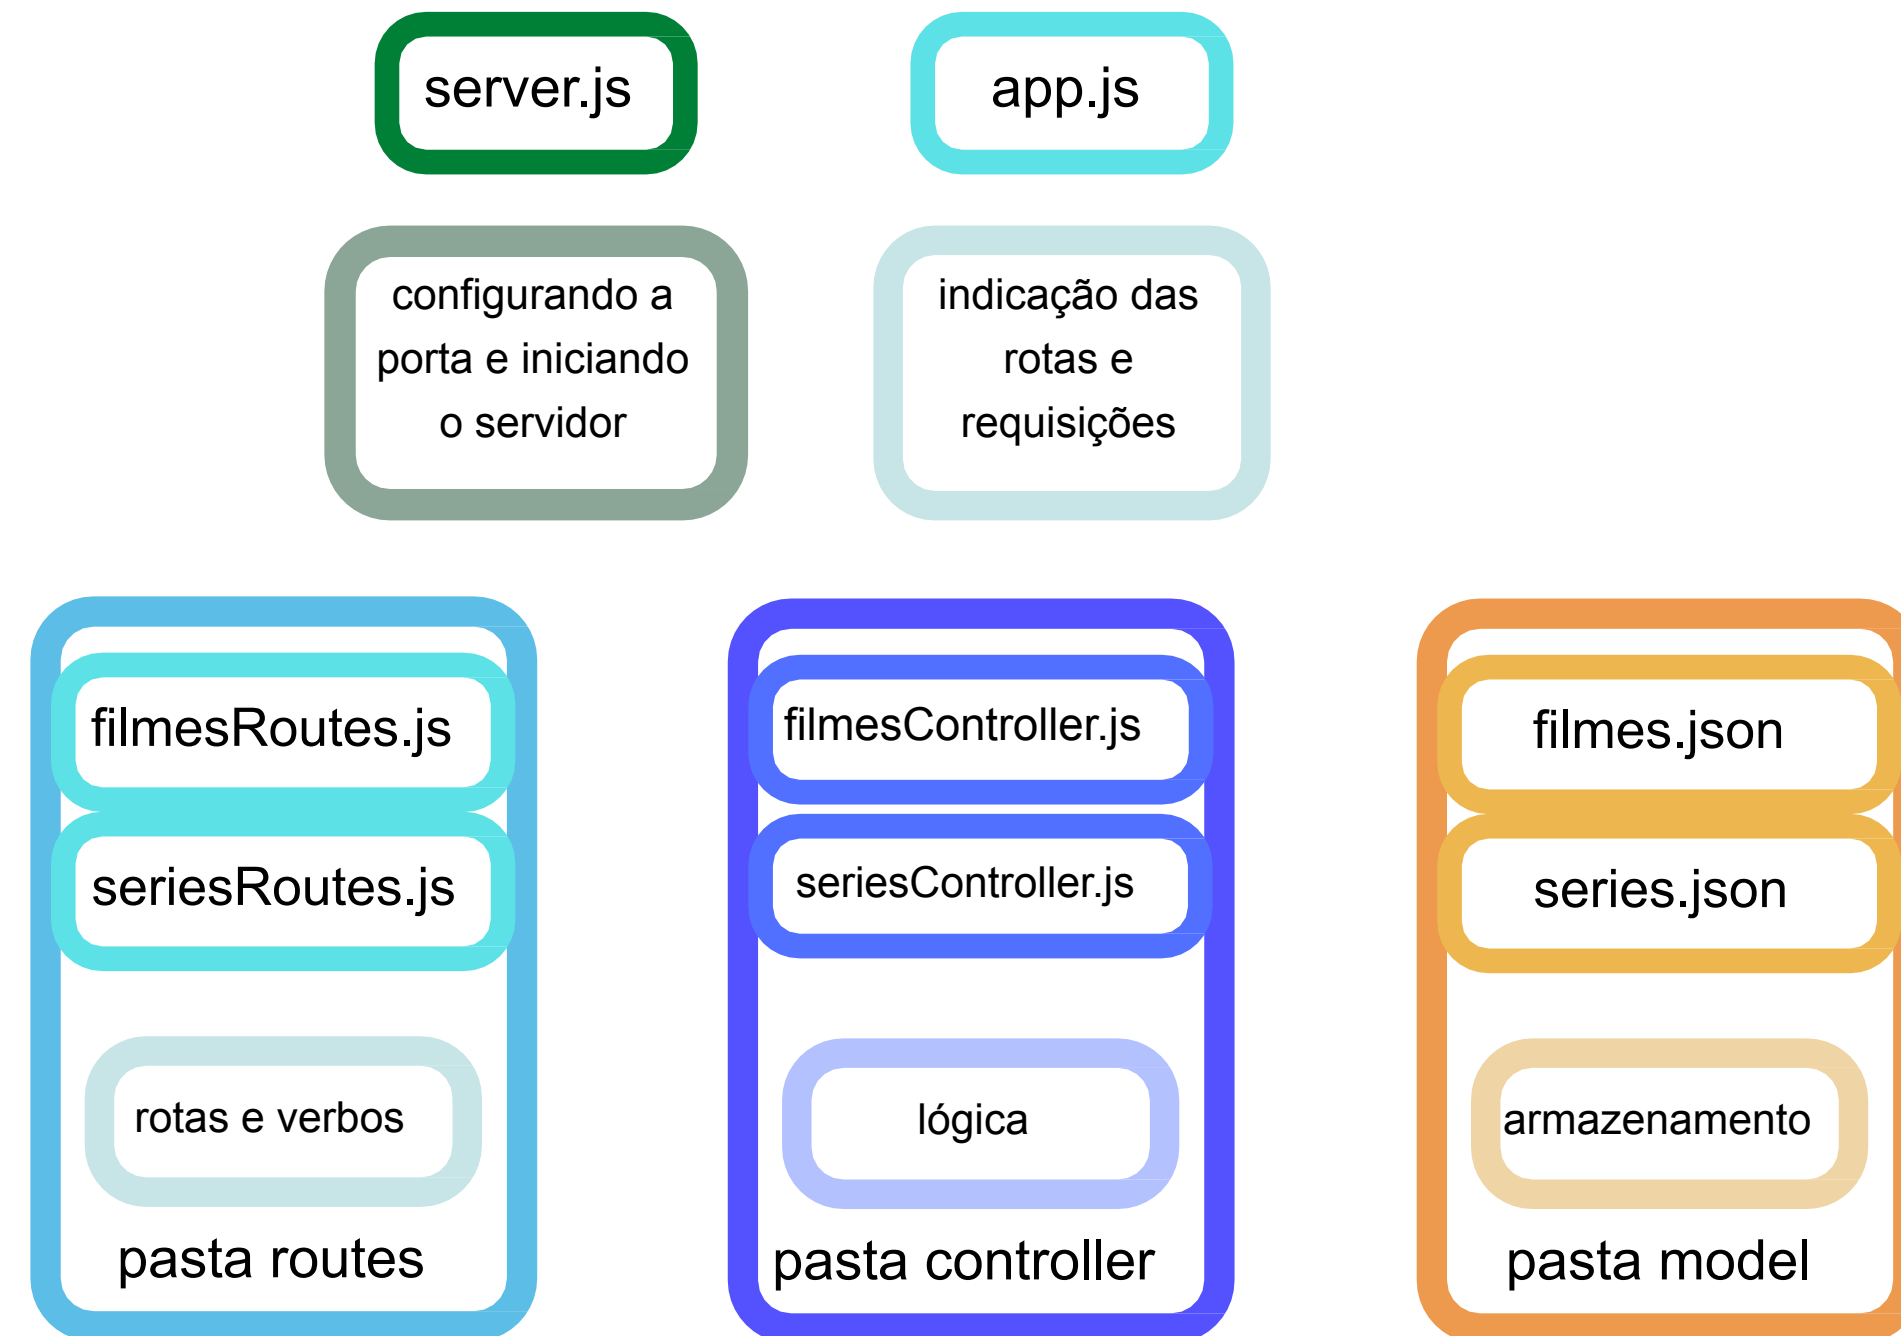 server.js
app.js
configurando a
porta e iniciando
o servidor
indicação das
rotas e
requisições
filmesRoutes.js
seriesRoutes.js
rotas e verbos
pasta routes
filmesController.js
seriesController.js
lógica
pasta controller
filmes.json
series.json
armazenamento
pasta model